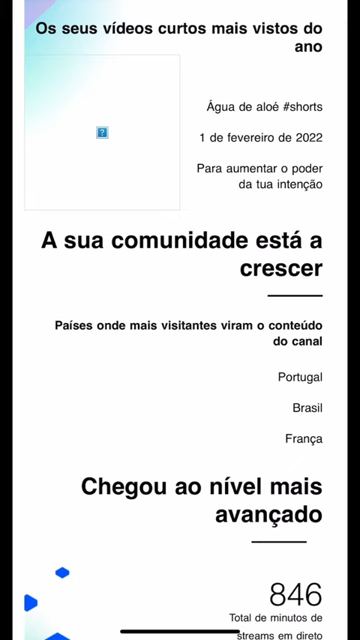 Os seus vídeos curtos mais vistos do
ano
Água de aloé #shorts
1 de fevereiro de 2022
Para aumentar o poder
da tua intenção
A sua comunidade está a
crescer
Países onde mais visitantes viram o conteúdo
do canal
Portugal
Brasil
França
Chegou ao nível mais
avançado
846
Total de minutos de
streams em direto